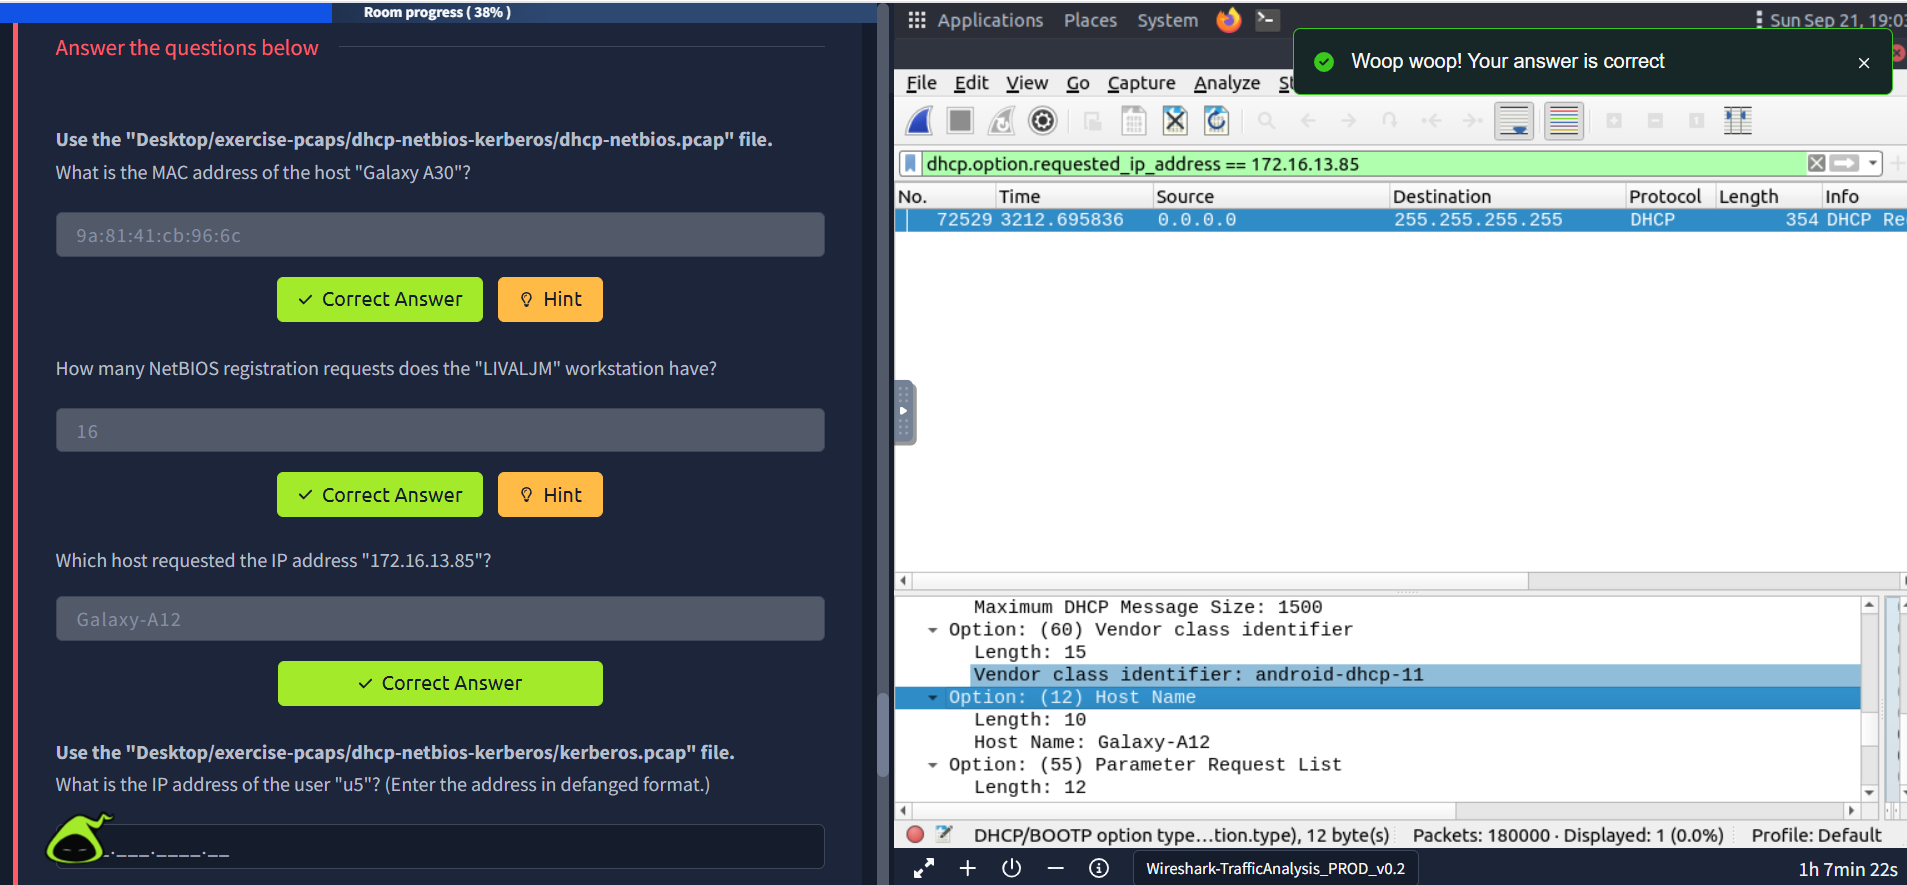 Room progress ( 38% )
Answer the questions below
Use the "Desktop/exercise-pcaps/dhcp-netbios-kerberos/dhcp-netbios.pcap" file.
What is the MAC address of the host "Galaxy A30"?
9a:81:41:cb:96:6c
Correct Answer
Hint
How many NetBIOS registration requests does the "LIVALJM" workstation have?
16
Correct Answer
Hint
Which host requested the IP address "172.16.13.85"?
Galaxy-A12
Correct Answer
Use the "Desktop/exercise-pcaps/dhcp-netbios-kerberos/kerberos.pcap" file.
What is the IP address of the user "u5"? (Enter the address in defanged format.)
_.___.____.__
Applications Places System
Sun Sep 21, 19:03
Woop woop! Your answer is correct
File Edit View Go Capture Analyze St
dhcp.option.requested_ip_address == 172.16.13.85
No. Time Source Destination Protocol Length Info
72529 3212.695836 0.0.0.0 255.255.255.255 DHCP 354 DHCP Re
Maximum DHCP Message Size: 1500
Option: (60) Vendor class identifier
Length: 15
Vendor class identifier: android-dhcp-11
Option: (12) Host Name
Length: 10
Host Name: Galaxy-A12
Option: (55) Parameter Request List
Length: 12
DHCP/BOOTP option type...tion.type), 12 byte(s) Packets: 180000 · Displayed: 1 (0.0%) Profile: Default
Wireshark-TrafficAnalysis_PROD_v0.2
1h 7min 22s